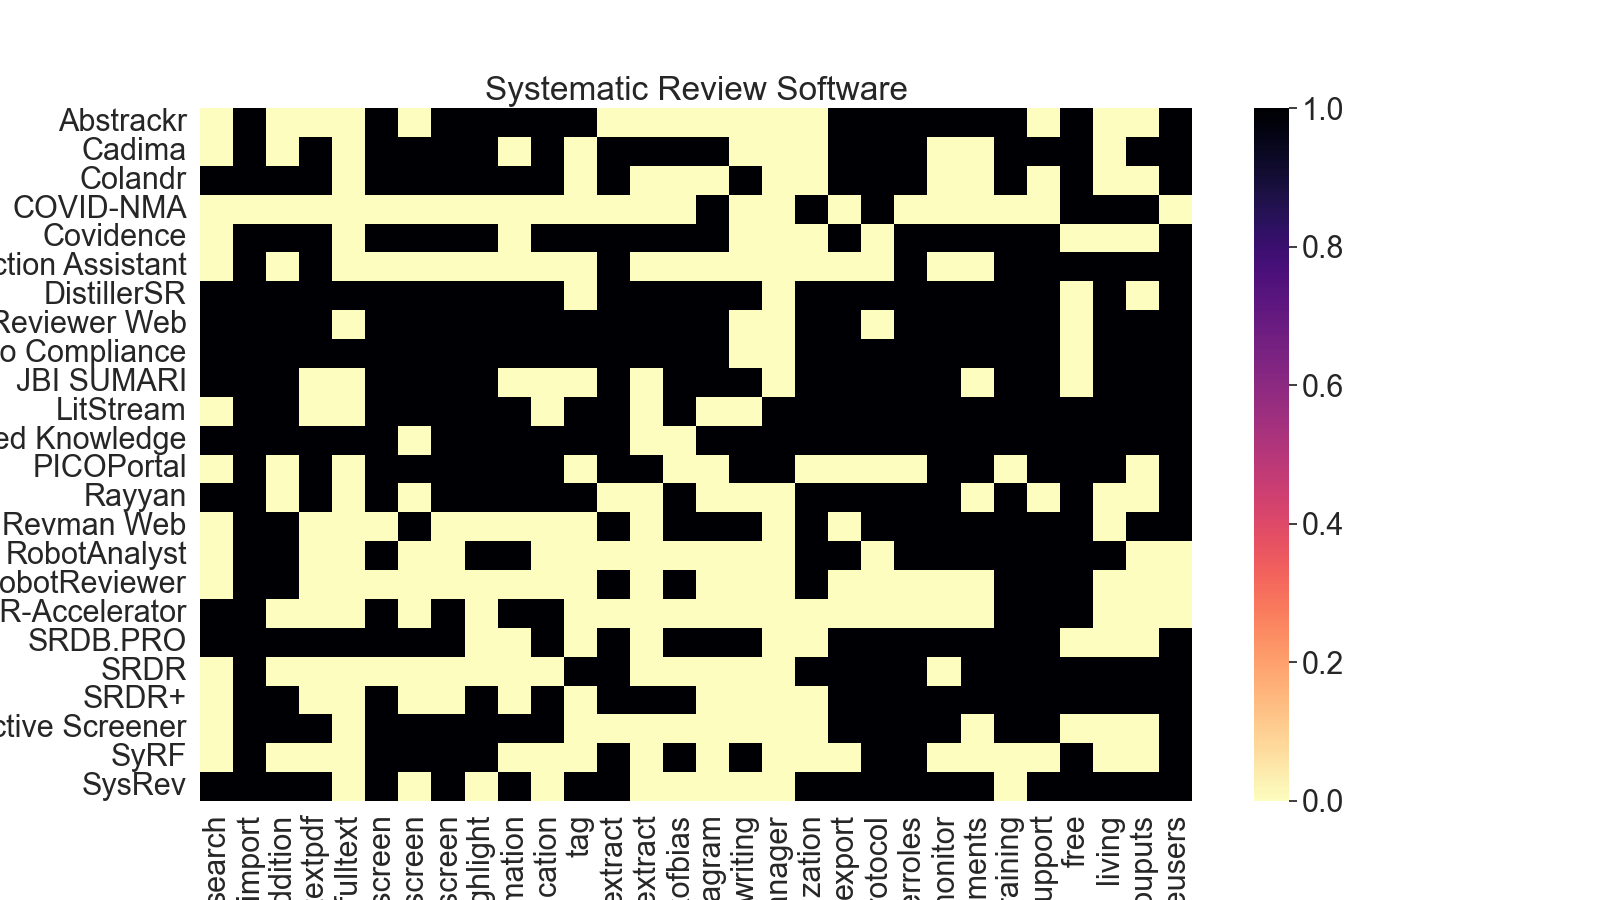 Systematic Review Software
Abstrackr
Cadima
Colandr
COVID-NMA
Covidence
ction Assistant
DistillerSR
Reviewer Web
o Compliance
JBI SUMARI
LitStream
ed Knowledge
PICOPortal
Rayyan
Revman Web
RobotAnalyst
obotReviewer
R-Accelerator
SRDB.PRO
SRDR
SRDR+
ctive Screener
SyRF
SysRev
1.0
0.8
0.6
0.4
0.2
0.0
search
import
ddition
extpdf
fulltext
screen
screen
screen
ghlight
mation
cation
tag
extract
extract
ofbias
agram
writing
nager
zation
export
rotocol
erroles
monitor
ments
raining
upport
free
living
ouputs
eusers